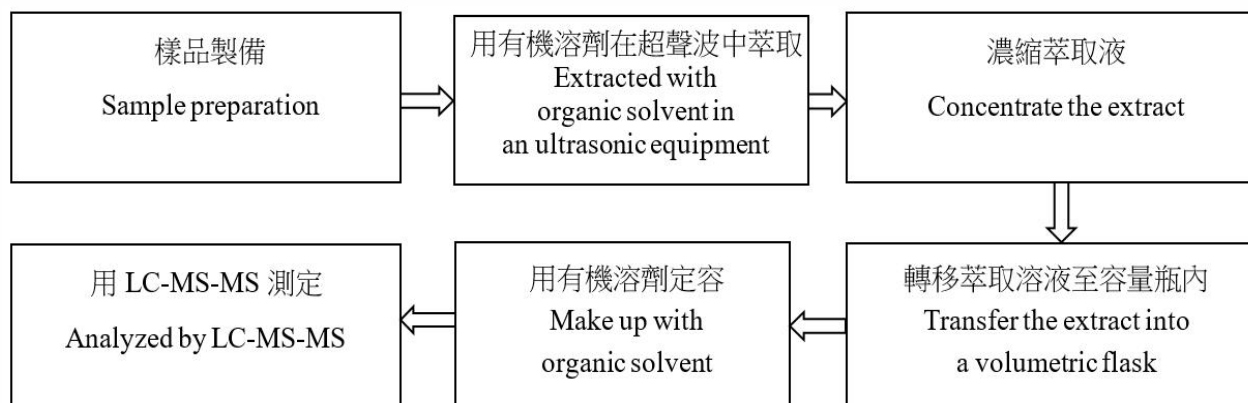 樣品製備
Sample preparation
用有機溶劑在超聲波中萃取
Extracted with
organic solvent in
an ultrasonic equipment
濃縮萃取液
Concentrate the extract
轉移萃取溶液至容量瓶內
Transfer the extract into
a volumetric flask
用有機溶劑定容
Make up with
organic solvent
用 LC-MS-MS 測定
Analyzed by LC-MS-MS